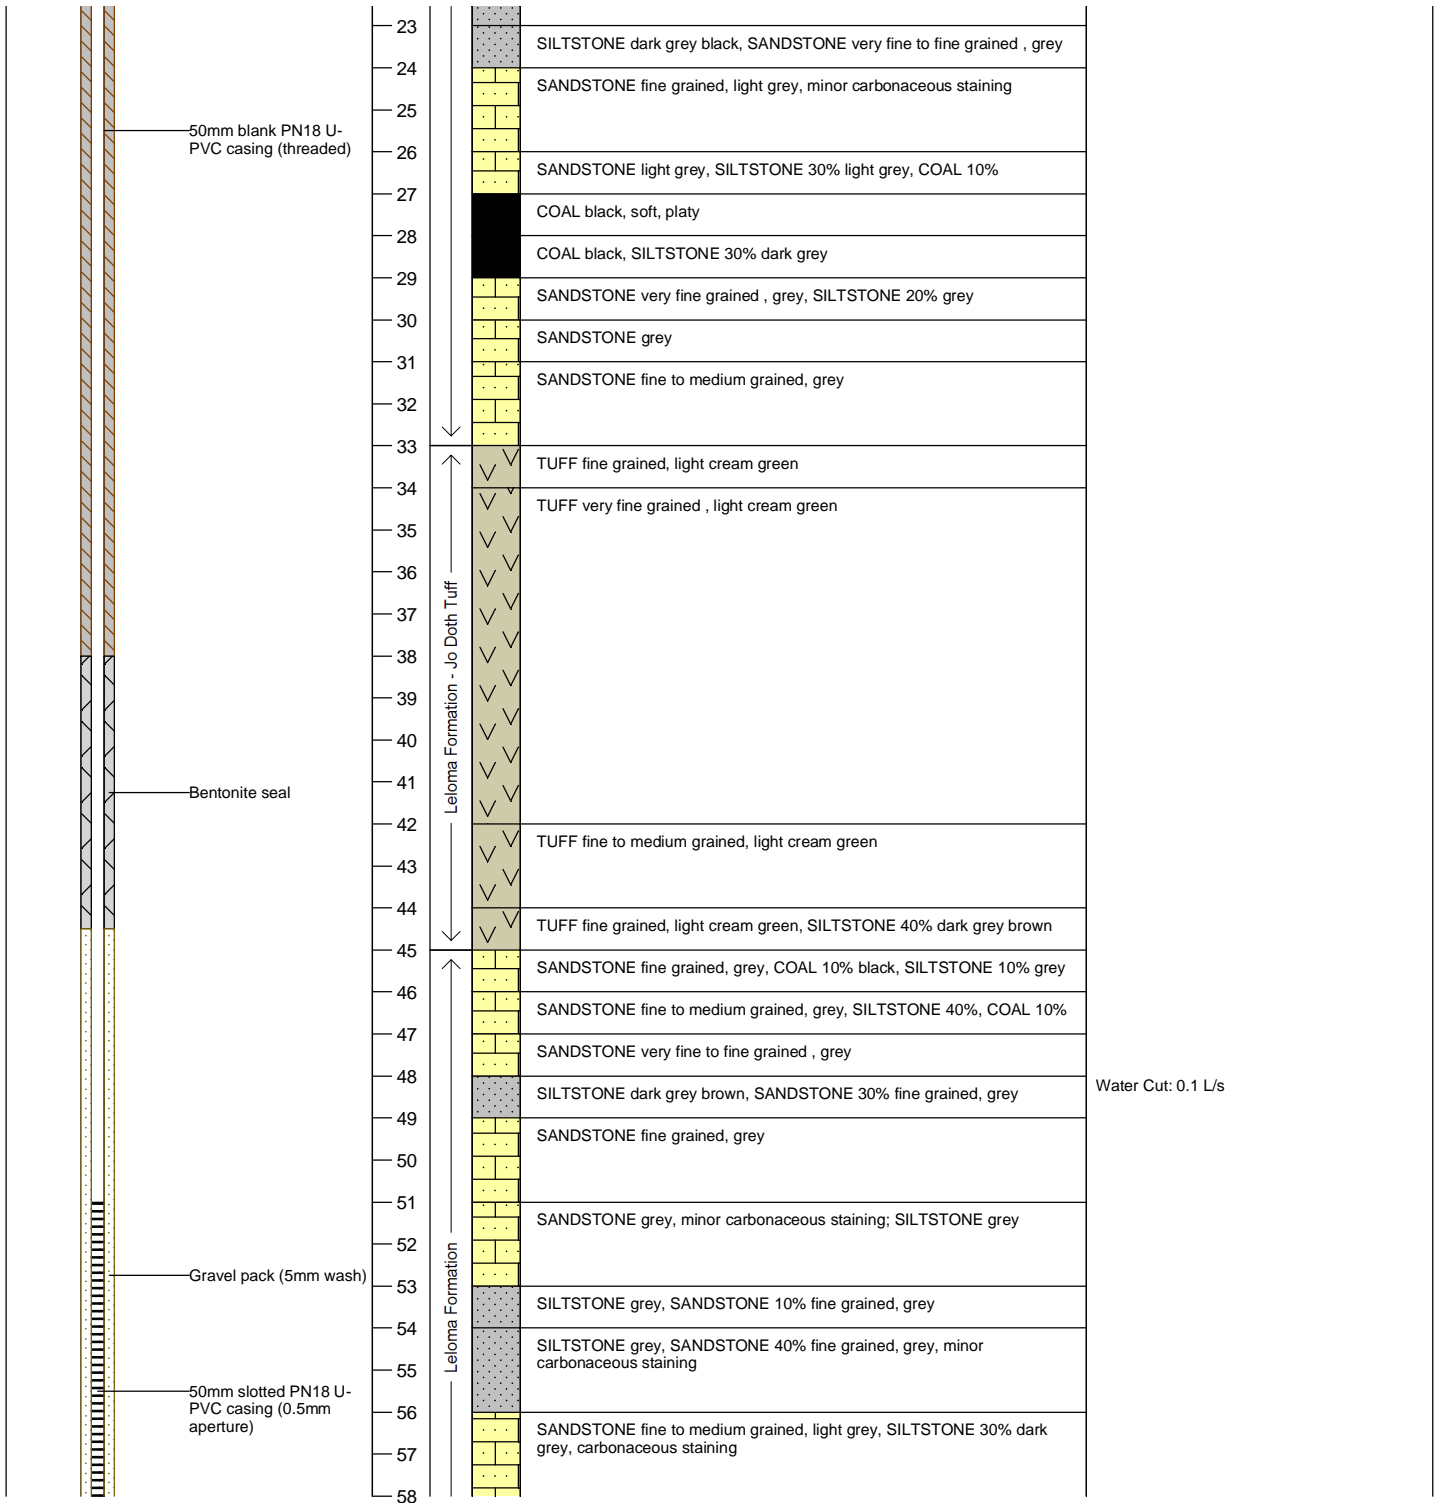 23
SILTSTONE dark grey black, SANDSTONE very fine to fine grained , grey
24
SANDSTONE fine grained, light grey, minor carbonaceous staining
25
50mm blank PN18 U-
PVC casing (threaded)
26
SANDSTONE light grey, SILTSTONE 30% light grey, COAL 10%
27
COAL black, soft, platy
28
COAL black, SILTSTONE 30% dark grey
29
SANDSTONE very fine grained , grey, SILTSTONE 20% grey
30
SANDSTONE grey
31
SANDSTONE fine to medium grained, grey
32
33
TUFF fine grained, light cream green
34
TUFF very fine grained , light cream green
35
36
37
38
39
40
41
Leloma Formation - Jo Doth Tuff
Bentonite seal
42
TUFF fine to medium grained, light cream green
43
44
TUFF fine grained, light cream green, SILTSTONE 40% dark grey brown
45
SANDSTONE fine grained, grey, COAL 10% black, SILTSTONE 10% grey
46
SANDSTONE fine to medium grained, grey, SILTSTONE 40%, COAL 10%
47
SANDSTONE very fine to fine grained , grey
48
Water Cut: 0.1 L/s
SILTSTONE dark grey brown, SANDSTONE 30% fine grained, grey
49
SANDSTONE fine grained, grey
50
51
SANDSTONE grey, minor carbonaceous staining; SILTSTONE grey
52
Leloma Formation
Gravel pack (5mm wash)
53
SILTSTONE grey, SANDSTONE 10% fine grained, grey
54
SILTSTONE grey, SANDSTONE 40% fine grained, grey, minor
carbonaceous staining
55
50mm slotted PN18 U-
PVC casing (0.5mm
aperture)
56
SANDSTONE fine to medium grained, light grey, SILTSTONE 30% dark
grey, carbonaceous staining
57
58